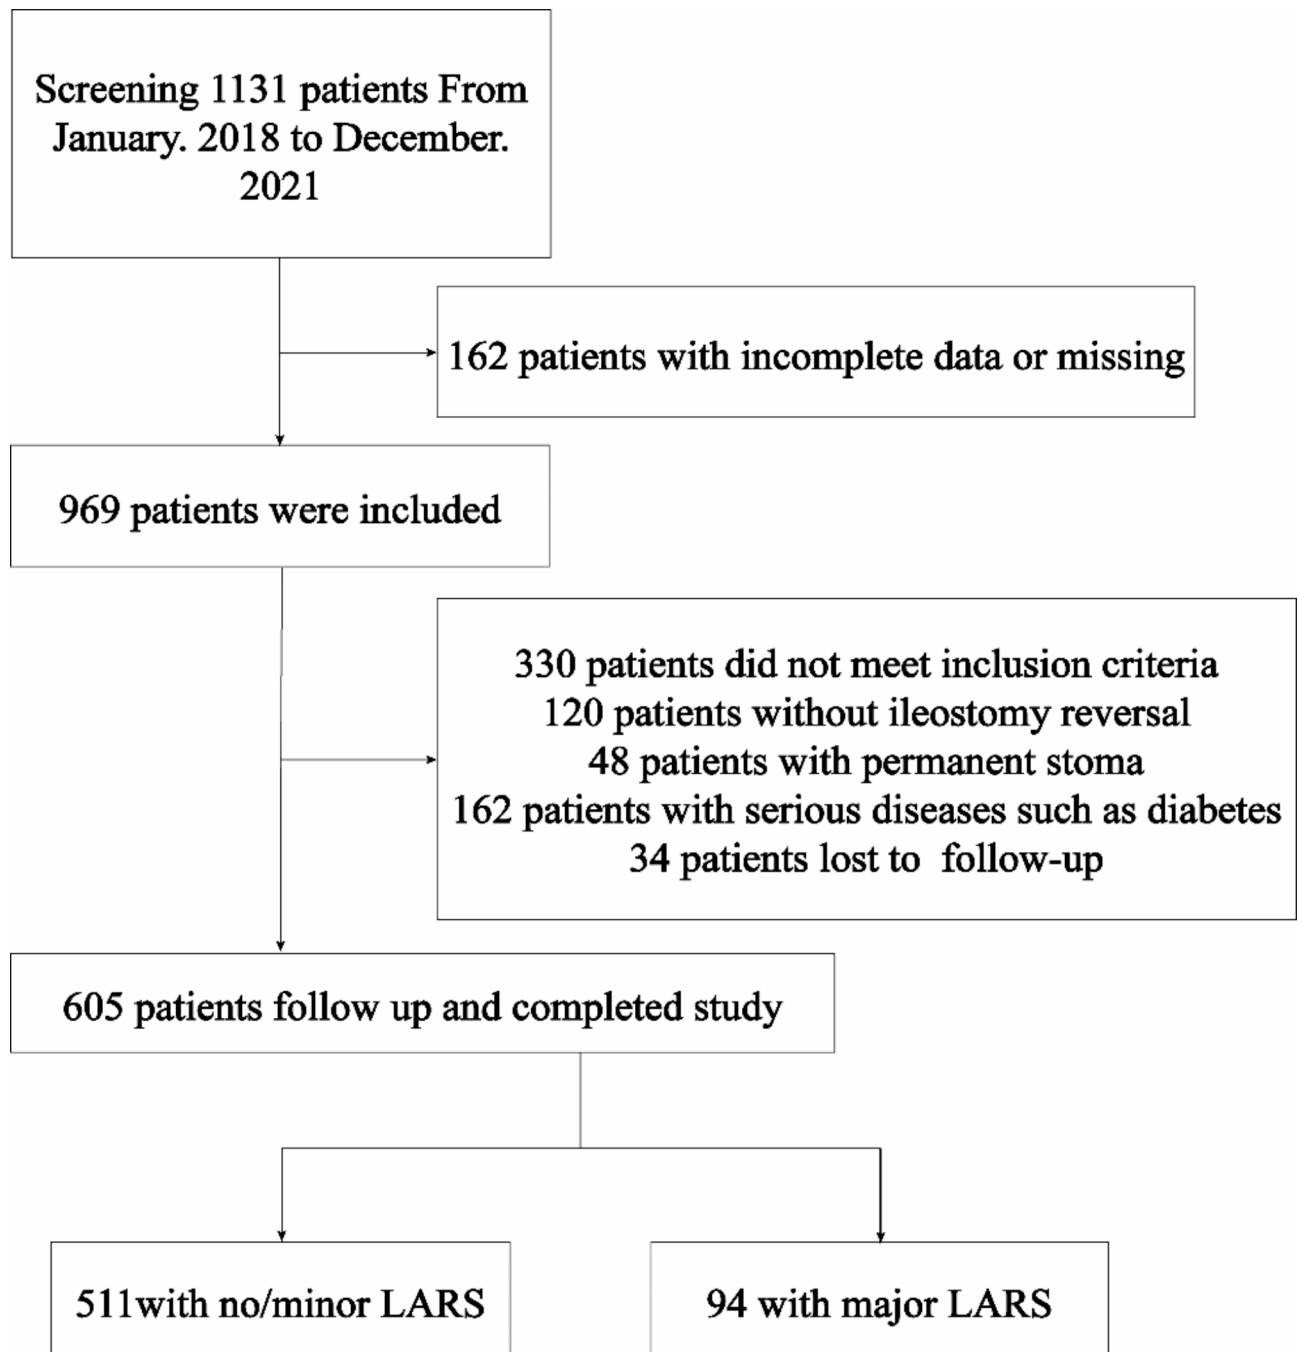 Screening 1131 patients From
January. 2018 to December.
2021
162 patients with incomplete data or missing
969 patients were included
330 patients did not meet inclusion criteria
120 patients without ileostomy reversal
48 patients with permanent stoma
162 patients with serious diseases such as diabetes
34 patients lost to follow-up
605 patients follow up and completed study
511with no/minor LARS
94 with major LARS